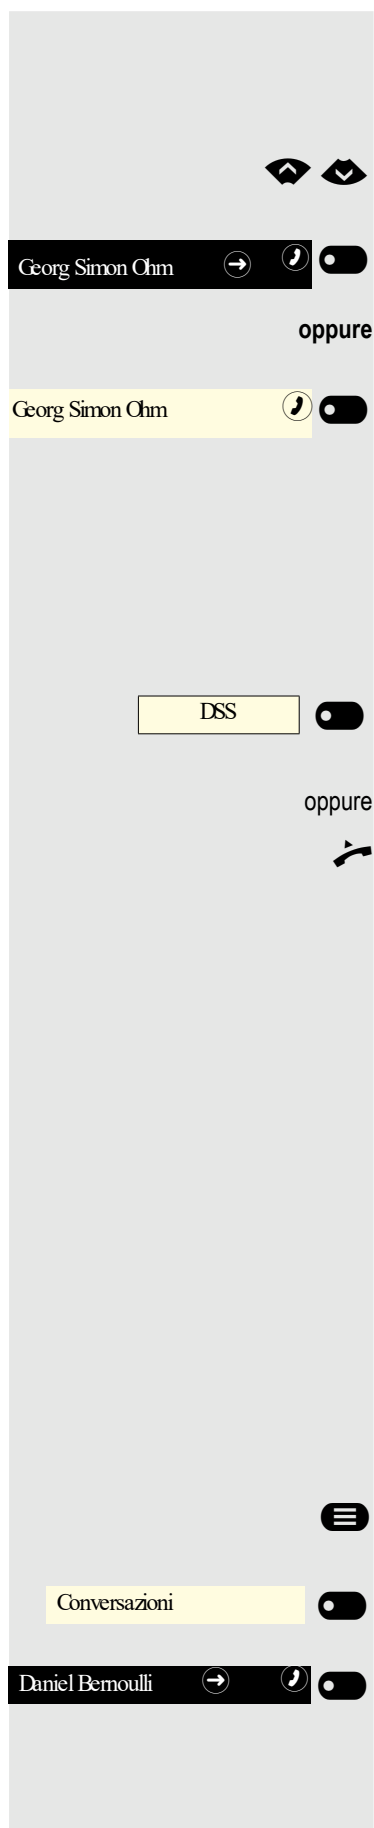 Georg Simon Ohm
oppure
Georg Simon Ohm
DSS
oppure
Conversazioni
Daniel Bernoulli